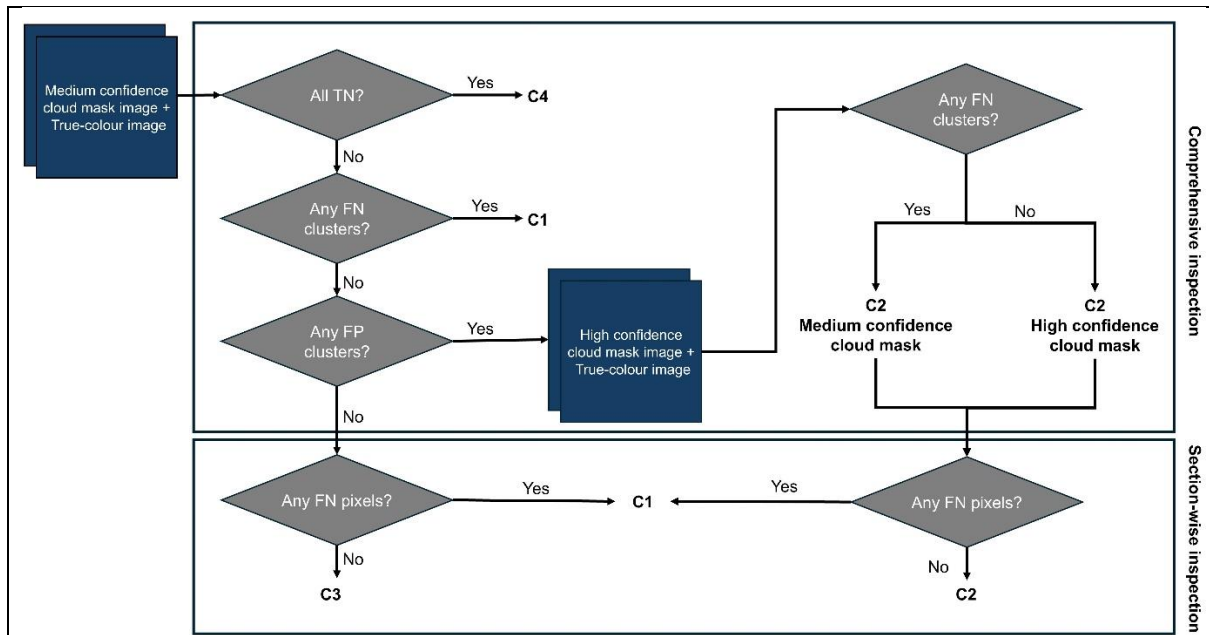 Medium confidence
cloud mask image +
True-colour image
All TN?
Yes
C4
No
Any FN
clusters?
Yes
C1
No
Any FP
clusters?
Yes
No
High confidence
cloud mask image +
True-colour image
Any FN
clusters?
Yes
No
C2
Medium confidence
cloud mask
C2
High confidence
cloud mask
Comprehensive inspection
Any FN pixels?
Yes
C1
Yes
Any FN pixels?
No
C3
No
C2
Section-wise inspection